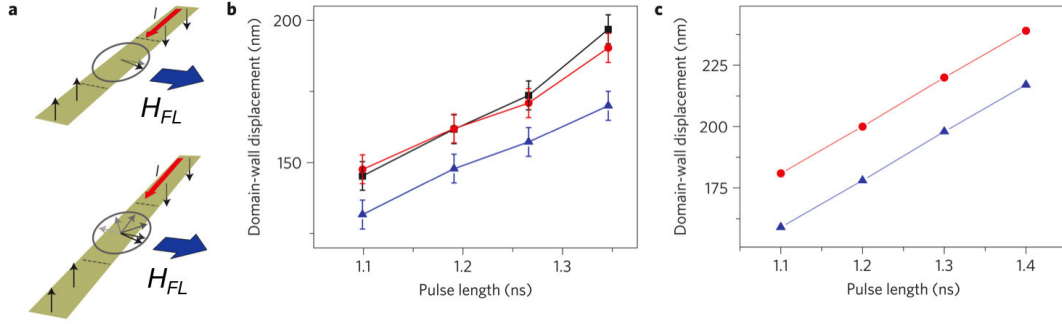 a
I
H_FL
I
H_FL
b
Domain-wall displacement (nm)
200
150
1.1
1.2
1.3
Pulse length (ns)
c
Domain-wall displacement (nm)
225
200
175
1.1
1.2
1.3
1.4
Pulse length (ns)